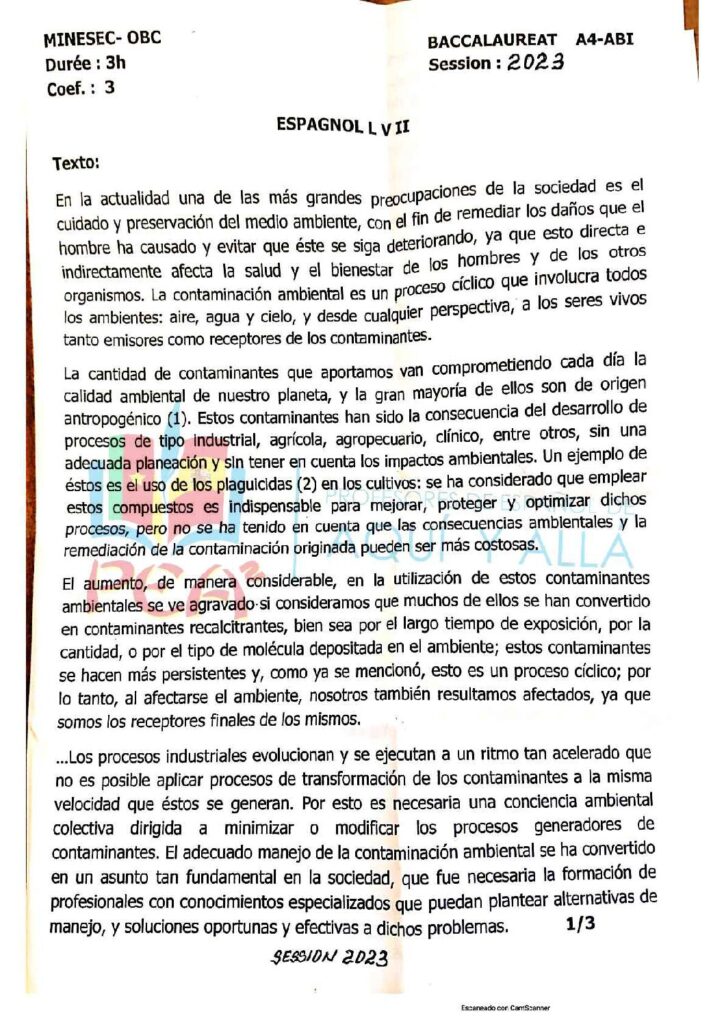 MINESEC- OBC
Durée : 3h
Coef. : 3
BACCALAUREAT A4-ABI
Session : 2023
ESPAGNOL L V II
Texto:
En la actualidad una de las más grandes preocupaciones de la sociedad es el
cuidado y preservación del medio ambiente, con el fin de remediar los daños que el
hombre ha causado y evitar que éste se siga deteriorando, ya que esto directa e
indirectamente afecta la salud y el bienestar de los hombres y de los otros
organismos. La contaminación ambiental es un proceso cíclico que involucra todos
los ambientes: aire, agua y cielo, y desde cualquier perspectiva, a los seres vivos
tanto emisores como receptores de los contaminantes.
La cantidad de contaminantes que aportamos van comprometiendo cada día la
calidad ambiental de nuestro planeta, y la gran mayoría de ellos son de origen
antropogénico (1). Estos contaminantes han sido la consecuencia del desarrollo de
procesos de tipo industrial, agrícola, agropecuario, clínico, entre otros, sin una
adecuada planeación y sin tener en cuenta los impactos ambientales. Un ejemplo de
éstos es el uso de los plaguicidas (2) en los cultivos: se ha considerado que emplear
estos compuestos es indispensable para mejorar, proteger y optimizar dichos
procesos, pero no se ha tenido en cuenta que las consecuencias ambientales y la
remediación de la contaminación originada pueden ser más costosas.
PROFESORES DE ESPAÑOL DE
AQUÍ Y ALLÁ
PEA²
El aumento, de manera considerable, en la utilización de estos contaminantes
ambientales se ve agravado si consideramos que muchos de ellos se han convertido
en contaminantes recalcitrantes, bien sea por el largo tiempo de exposición, por la
cantidad, o por el tipo de molécula depositada en el ambiente; estos contaminantes
se hacen más persistentes y, como ya se mencionó, esto es un proceso cíclico; por
lo tanto, al afectarse el ambiente, nosotros también resultamos afectados, ya que
somos los receptores finales de los mismos.
...Los procesos industriales evolucionan y se ejecutan a un ritmo tan acelerado que
no es posible aplicar procesos de transformación de los contaminantes a la misma
velocidad que éstos se generan. Por esto es necesaria una conciencia ambiental
colectiva dirigida a minimizar o modificar los procesos generadores de
contaminantes. El adecuado manejo de la contaminación ambiental se ha convertido
en un asunto tan fundamental en la sociedad, que fue necesaria la formación de
profesionales con conocimientos especializados que puedan plantear alternativas de
manejo, y soluciones oportunas y efectivas a dichos problemas. 1/3
SESSION 2023
Escaneado con CamScanner